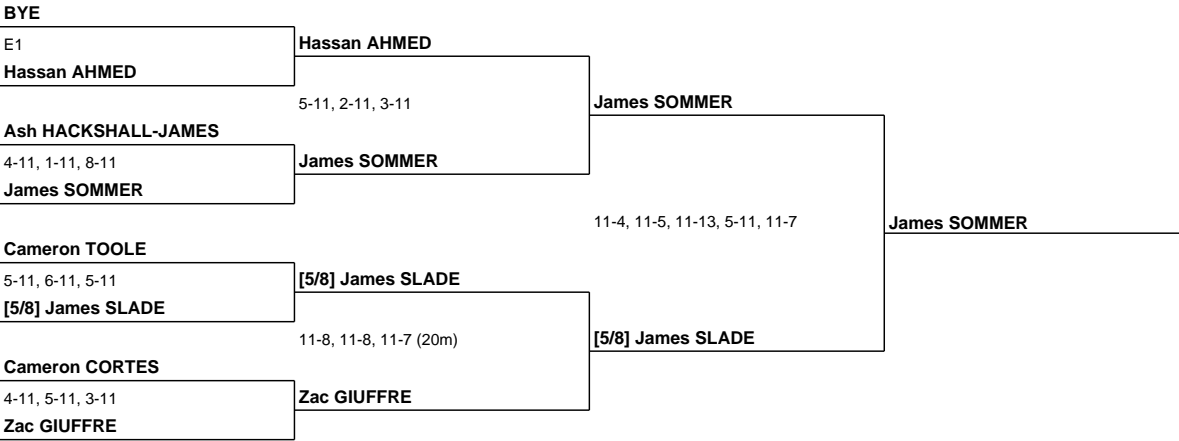 BYE
E1
Hassan AHMED
Hassan AHMED
5-11, 2-11, 3-11
James SOMMER
Ash HACKSHALL-JAMES
4-11, 1-11, 8-11
James SOMMER
James SOMMER
11-4, 11-5, 11-13, 5-11, 11-7
James SOMMER
Cameron TOOLE
5-11, 6-11, 5-11
[5/8] James SLADE
[5/8] James SLADE
11-8, 11-8, 11-7 (20m)
[5/8] James SLADE
Cameron CORTES
4-11, 5-11, 3-11
Zac GIUFFRE
Zac GIUFFRE